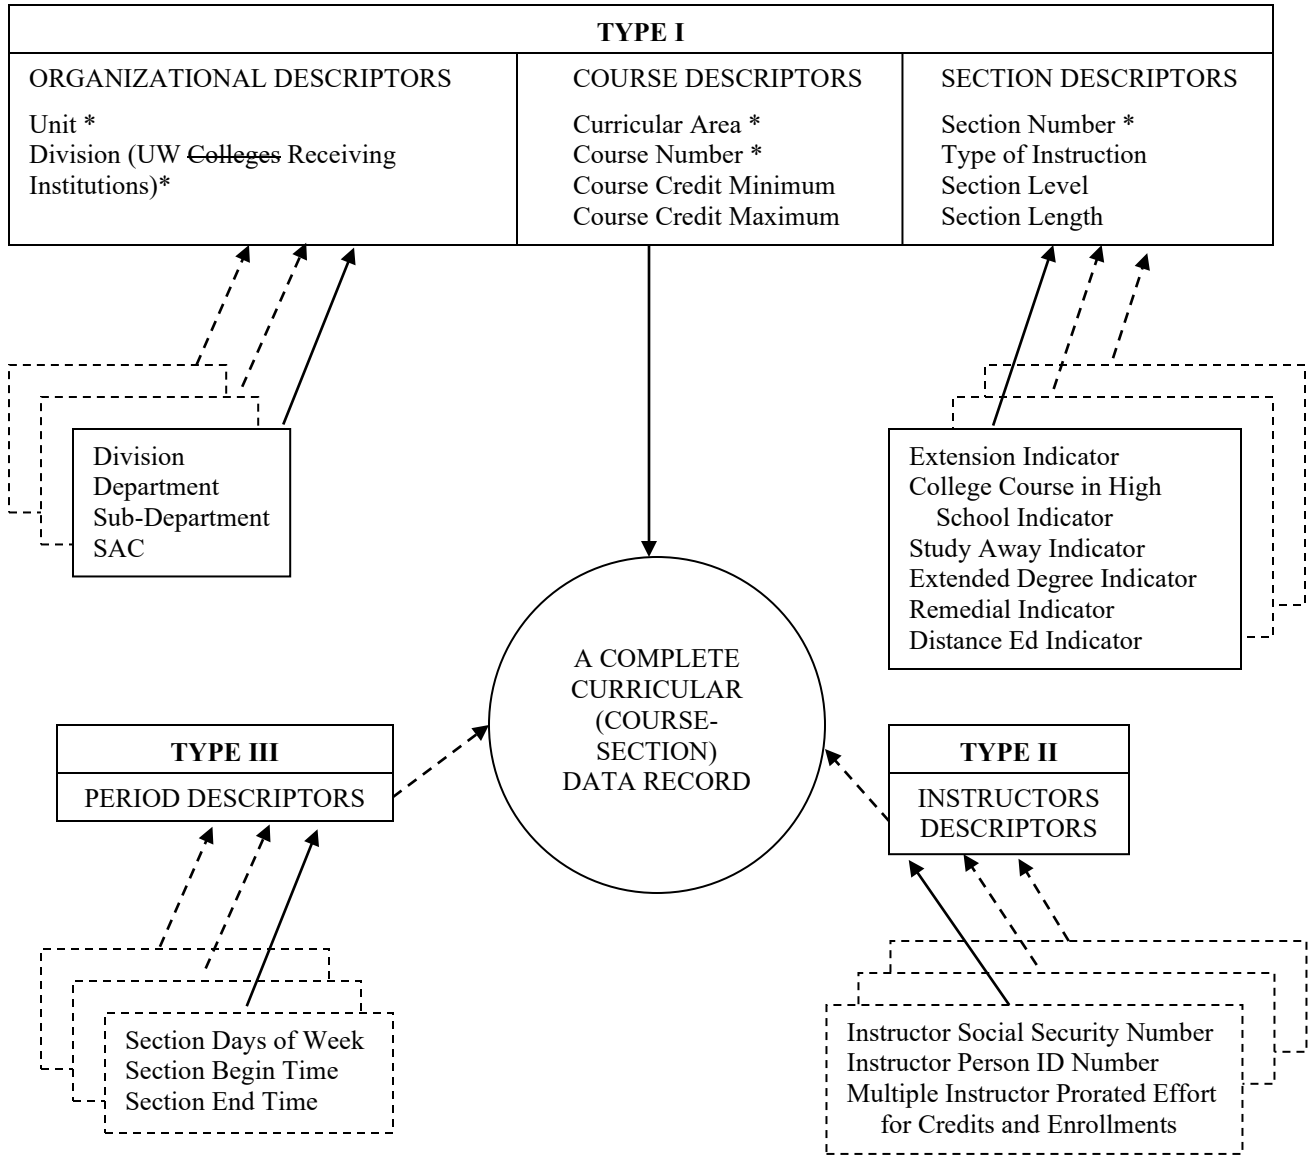 TYPE I
ORGANIZATIONAL DESCRIPTORS
Unit *
Division (UW Colleges Receiving
Institutions)*
COURSE DESCRIPTORS
Curricular Area *
Course Number *
Course Credit Minimum
Course Credit Maximum
SECTION DESCRIPTORS
Section Number *
Type of Instruction
Section Level
Section Length
Division
Department
Sub-Department
SAC
Extension Indicator
College Course in High
School Indicator
Study Away Indicator
Extended Degree Indicator
Remedial Indicator
Distance Ed Indicator
A COMPLETE
CURRICULAR
(COURSE-
SECTION)
DATA RECORD
TYPE III
PERIOD DESCRIPTORS
TYPE II
INSTRUCTORS
DESCRIPTORS
Section Days of Week
Section Begin Time
Section End Time
Instructor Social Security Number
Instructor Person ID Number
Multiple Instructor Prorated Effort
for Credits and Enrollments